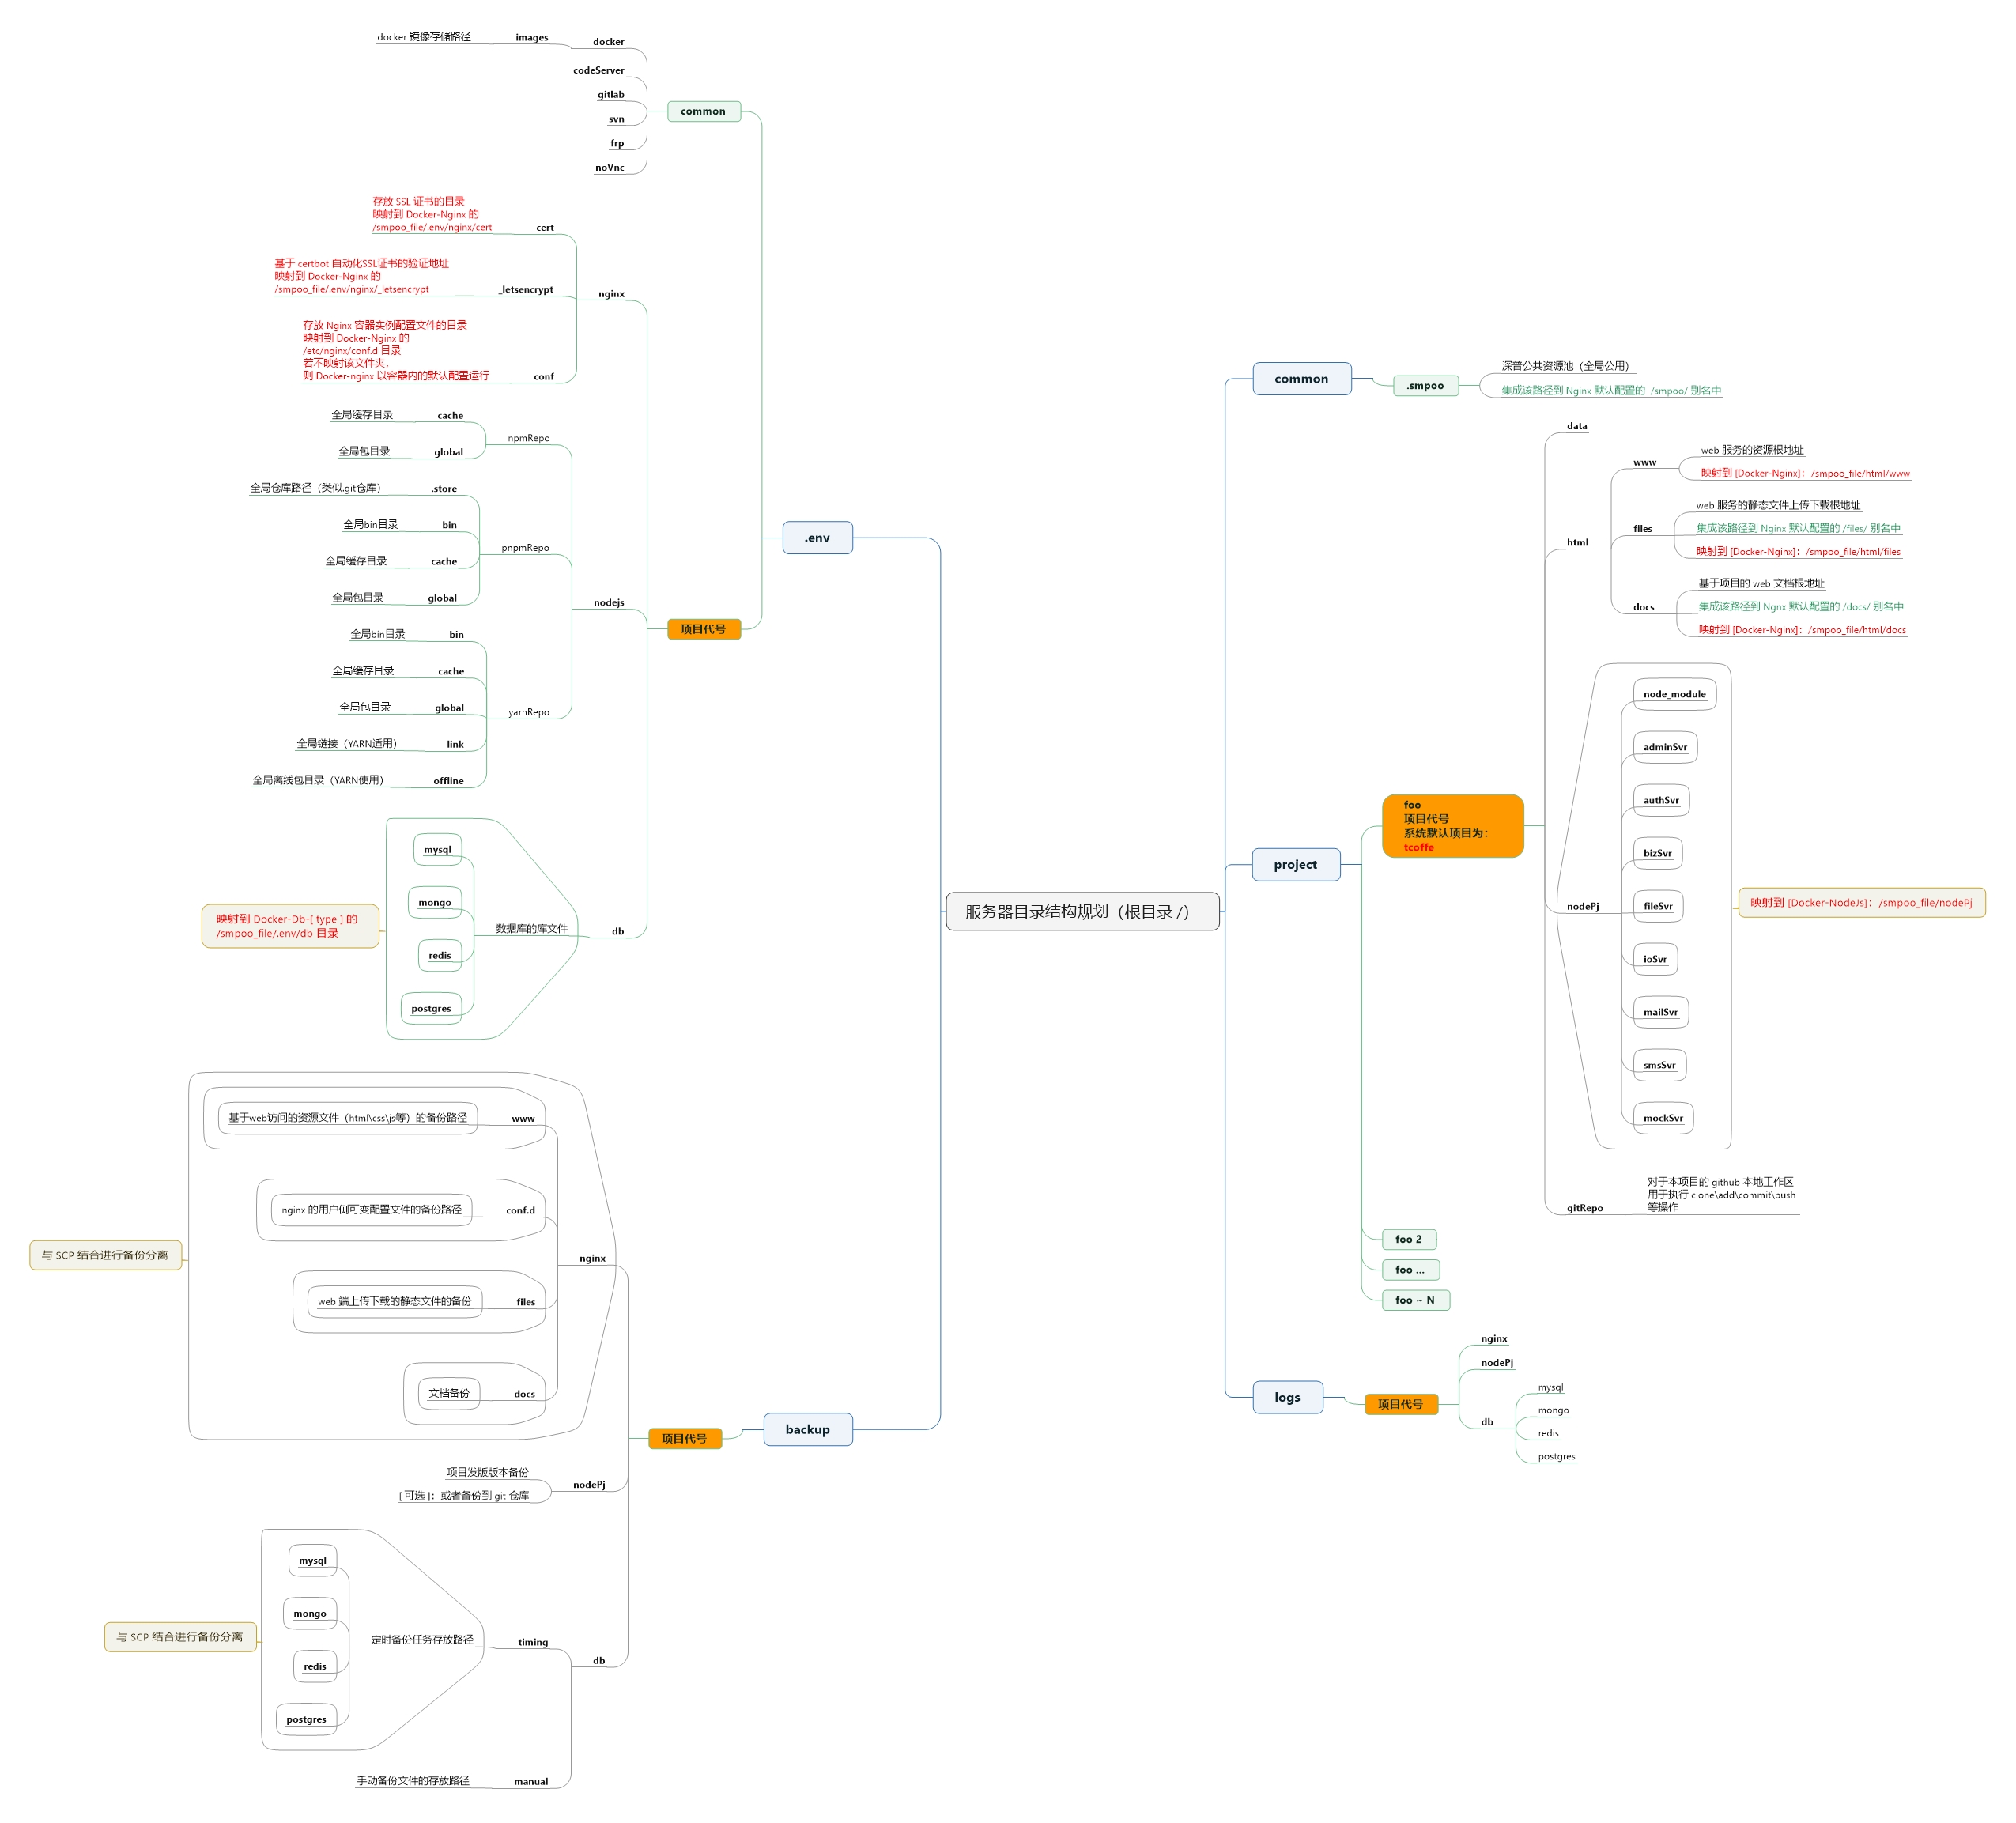 服务器目录结构规划（根目录 /）
.env
common
docker
images
docker 镜像存储路径
codeServer
gitlab
svn
frp
noVnc
项目代号
nginx
cert
存放 SSL 证书的目录
映射到 Docker-Nginx 的
/smpoo_file/.env/nginx/cert
_letsencrypt
基于 certbot 自动化SSL证书的验证地址
映射到 Docker-Nginx 的
/smpoo_file/.env/nginx/_letsencrypt
conf
存放 Nginx 容器实例配置文件的目录
映射到 Docker-Nginx 的
/etc/nginx/conf.d 目录
若不映射该文件夹，
则 Docker-nginx 以容器内的默认配置运行
nodejs
npmRepo
cache
全局缓存目录
global
全局包目录
pnpmRepo
.store
全局仓库路径（类似.git仓库）
bin
全局bin目录
cache
全局缓存目录
global
全局包目录
yarnRepo
bin
全局bin目录
cache
全局缓存目录
global
全局包目录
link
全局链接（YARN适用）
offline
全局离线包目录（YARN使用）
db
数据库的库文件
mysql
mongo
redis
postgres
映射到 Docker-Db-[ type ] 的
/smpoo_file/.env/db 目录
backup
项目代号
nginx
www
基于web访问的资源文件（html\css\js等）的备份路径
conf.d
nginx 的用户侧可变配置文件的备份路径
files
web 端上传下载的静态文件的备份
docs
文档备份
与 SCP 结合进行备份分离
nodePj
项目发版版本备份
[ 可选 ]：或者备份到 git 仓库
db
timing
定时备份任务存放路径
mysql
mongo
redis
postgres
与 SCP 结合进行备份分离
manual
手动备份文件的存放路径
common
.smpoo
深普公共资源池（全局公用）
集成该路径到 Nginx 默认配置的  /smpoo/ 别名中
project
foo
项目代号
系统默认项目为：
tcoffe
data
html
www
web 服务的资源根地址
映射到 [Docker-Nginx]：/smpoo_file/html/www
files
web 服务的静态文件上传下载根地址
集成该路径到 Nginx 默认配置的 /files/ 别名中
映射到 [Docker-Nginx]：/smpoo_file/html/files
docs
基于项目的 web 文档根地址
集成该路径到 Ngnx 默认配置的 /docs/ 别名中
映射到 [Docker-Nginx]：/smpoo_file/html/docs
nodePj
node_module
adminSvr
authSvr
bizSvr
fileSvr
ioSvr
mailSvr
smsSvr
mockSvr
映射到 [Docker-NodeJs]：/smpoo_file/nodePj
gitRepo
对于本项目的 github 本地工作区
用于执行 clone\add\commit\push
等操作
foo 2
foo ...
foo ~ N
logs
项目代号
nginx
nodePj
db
mysql
mongo
redis
postgres